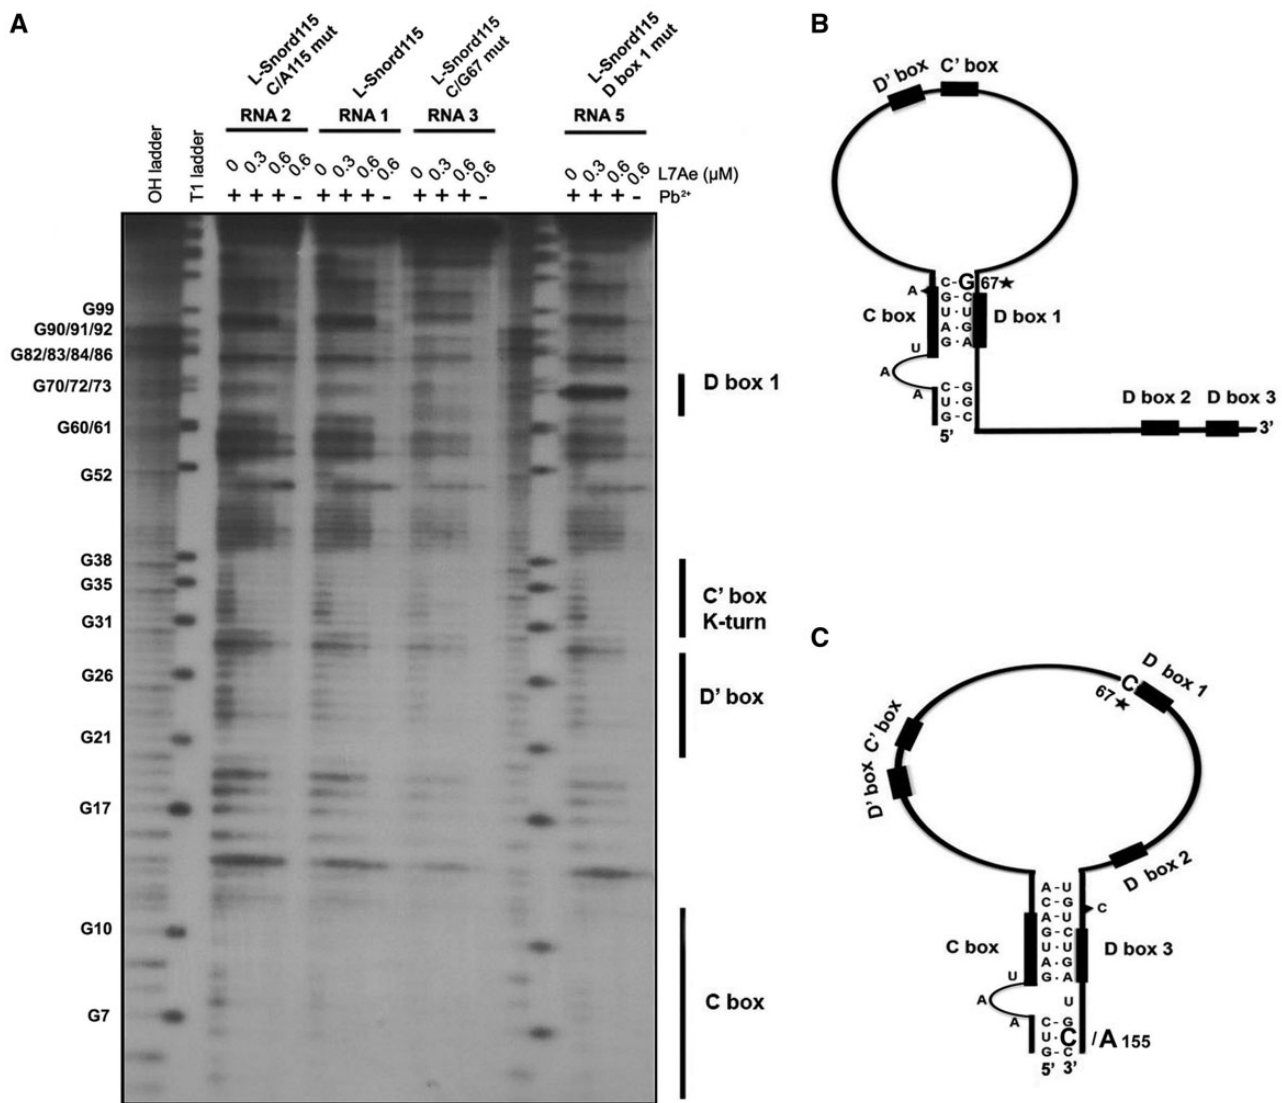 A
L-Snord115
C/A115 mut
L-Snord115
L-Snord115
C/G67 mut
L-Snord115
D box 1 mut
RNA 2
RNA 1
RNA 3
RNA 5
OH ladder
T1 ladder
0 0.3 0.6 0.6 0 0.3 0.6 0.6 0 0.3 0.6 0.6 0 0.3 0.6 0.6 L7Ae (μM)
+ + + - + + + - + + + - + + + - Pb²⁺
G99
G90/91/92
G82/83/84/86
G70/72/73
G60/61
G52
G38
G35
G31
G26
G21
G17
G10
G7
D box 1
C' box
K-turn
D' box
C box
B
D' box
C' box
C-G 67★
A
G-C
U·U
A·G
G·A
C box
D box 1
U
A
A
C-G
U·G
G-C
5'
D box 2
D box 3
3'
C
D box 1
C
67★
C' box
D' box
D box 2
A-U
C-G
A-U
G-C
U·U
A·G
G·A
C
C box
D box 3
U
A
A
U
C-G
U·C /A 155
G-C
5' 3'